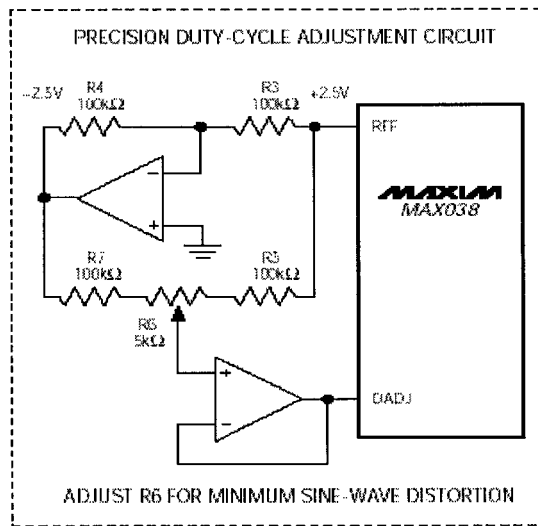 PRECISION DUTY-CYCLE ADJUSTMENT CIRCUIT
-2.5V
R4
100kΩ
R3
100kΩ
+2.5V
REF
MAXIM
MAX038
R7
100kΩ
R5
100kΩ
R6
5kΩ
DADJ
ADJUST R6 FOR MINIMUM SINE-WAVE DISTORTION